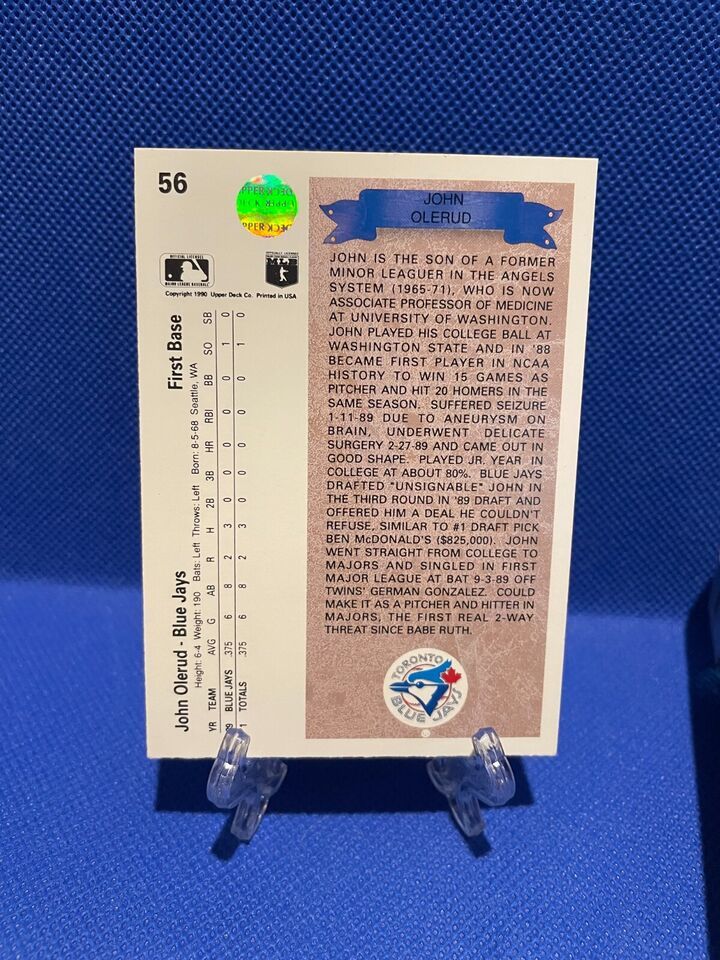 56
UPPER DECK
JOHN
OLERUD
JOHN IS THE SON OF A FORMER
MINOR LEAGUER IN THE ANGELS
SYSTEM (1965-71), WHO IS NOW
ASSOCIATE PROFESSOR OF MEDICINE
AT UNIVERSITY OF WASHINGTON.
JOHN PLAYED HIS COLLEGE BALL AT
WASHINGTON STATE AND IN '88
BECAME FIRST PLAYER IN NCAA
HISTORY TO WIN 15 GAMES AS
PITCHER AND HIT 20 HOMERS IN THE
SAME SEASON. SUFFERED SEIZURE
1-11-89 DUE TO ANEURYSM ON
BRAIN, UNDERWENT DELICATE
SURGERY 2-27-89 AND CAME OUT IN
GOOD SHAPE. PLAYED JR. YEAR IN
COLLEGE AT ABOUT 80%. BLUE JAYS
DRAFTED "UNSIGNABLE" JOHN IN
THE THIRD ROUND IN '89 DRAFT AND
OFFERED HIM A DEAL HE COULDN'T
REFUSE, SIMILAR TO #1 DRAFT PICK
BEN McDONALD'S ($825,000). JOHN
WENT STRAIGHT FROM COLLEGE TO
MAJORS AND SINGLED IN FIRST
MAJOR LEAGUE AT BAT 9-3-89 OFF
TWINS' GERMAN GONZALEZ. COULD
MAKE IT AS A PITCHER AND HITTER IN
MAJORS, THE FIRST REAL 2-WAY
THREAT SINCE BABE RUTH.
TORONTO
BLUE JAYS
OFFICIAL LICENSEE
MAJOR LEAGUE BASEBALL
MLB
Copyright 1990 Upper Deck Co. Printed in USA
John Olerud - Blue Jays First Base
Height: 6-4 Weight: 190 Bats: Left Throws: Left Born: 8-5-68 Seattle, WA
YR TEAM AVG G AB R H 2B 3B HR RBI BB SO SB
9 BLUE JAYS .375 6 8 2 3 0 0 0 0 0 1 0
1 TOTALS .375 6 8 2 3 0 0 0 0 0 1 0